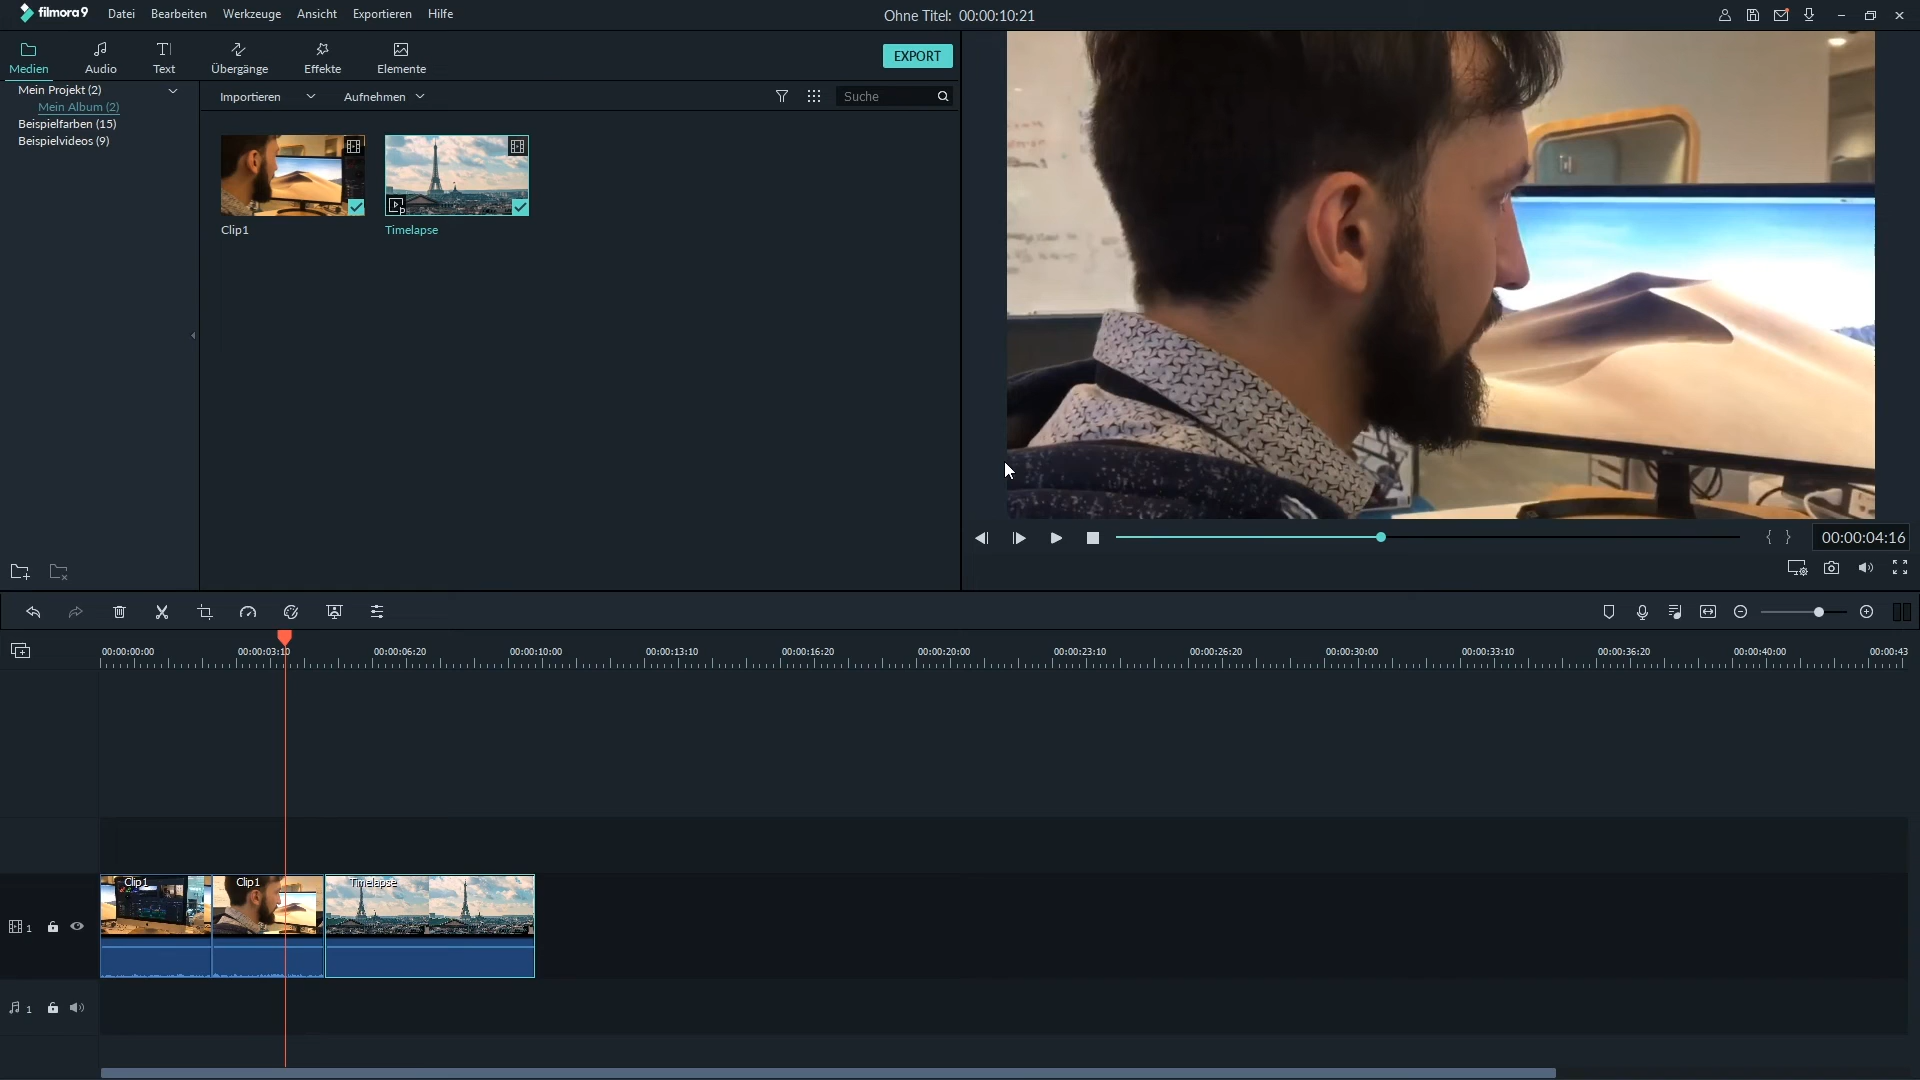 filmora9 Datei Bearbeiten Werkzeuge Ansicht Exportieren Hilfe Ohne Titel: 00:00:10:21
Medien Audio Text Übergänge Effekte Elemente EXPORT
Mein Projekt (2)
Mein Album (2)
Beispielfarben (15)
Beispielvideos (9)
Importieren Aufnehmen Suche
Clip1 Timelapse
00:00:04:16
00:00:00:00 00:00:03:10 00:00:06:20 00:00:10:00 00:00:13:10 00:00:16:20 00:00:20:00 00:00:23:10 00:00:26:20 00:00:30:00 00:00:33:10 00:00:36:20 00:00:40:00 00:00:43
Clip1 Clip1 Timelapse
1
1